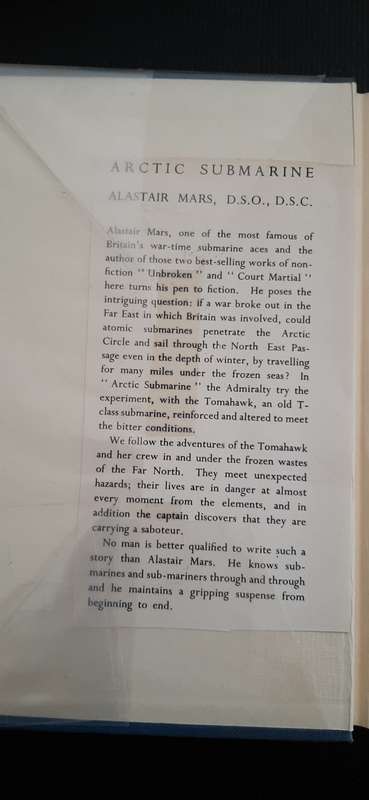 ARCTIC SUBMARINE
ALASTAIR MARS, D.S.O., D.S.C.
Alastair Mars, one of the most famous of
Britain's war-time submarine aces and the
author of those two best-selling works of non-
fiction "Unbroken" and "Court Martial"
here turns his pen to fiction. He poses the
intriguing question: if a war broke out in the
Far East in which Britain was involved, could
atomic submarines penetrate the Arctic
Circle and sail through the North East Pas-
sage even in the depth of winter, by travelling
for many miles under the frozen seas? In
"Arctic Submarine" the Admiralty try the
experiment, with the Tomahawk, an old T-
class submarine, reinforced and altered to meet
the bitter conditions.
We follow the adventures of the Tomahawk
and her crew in and under the frozen wastes
of the Far North. They meet unexpected
hazards; their lives are in danger at almost
every moment from the elements, and in
addition the captain discovers that they are
carrying a saboteur.
No man is better qualified to write such a
story than Alastair Mars. He knows sub-
marines and sub-mariners through and through
and he maintains a gripping suspense from
beginning to end.